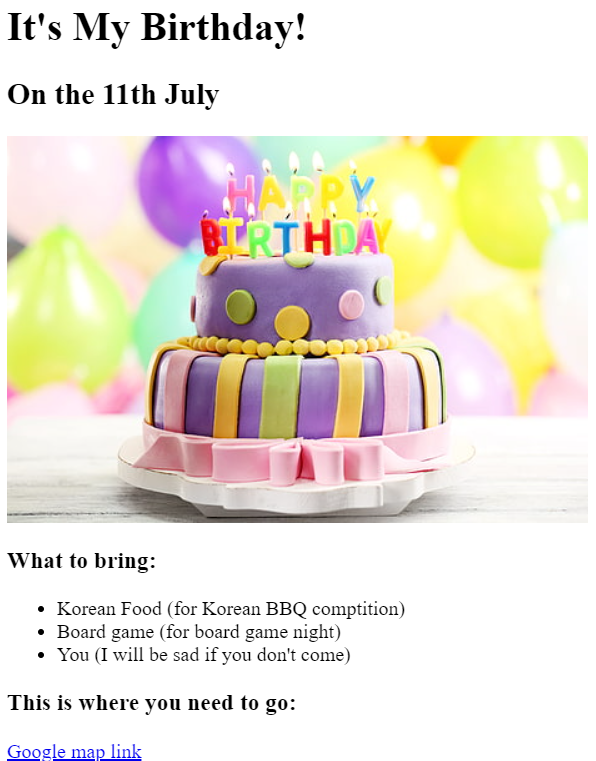 It's My Birthday!
On the 11th July
HAPPY
BIRTHDAY
What to bring:
Korean Food (for Korean BBQ comptition)
Board game (for board game night)
You (I will be sad if you don't come)
This is where you need to go:
Google map link